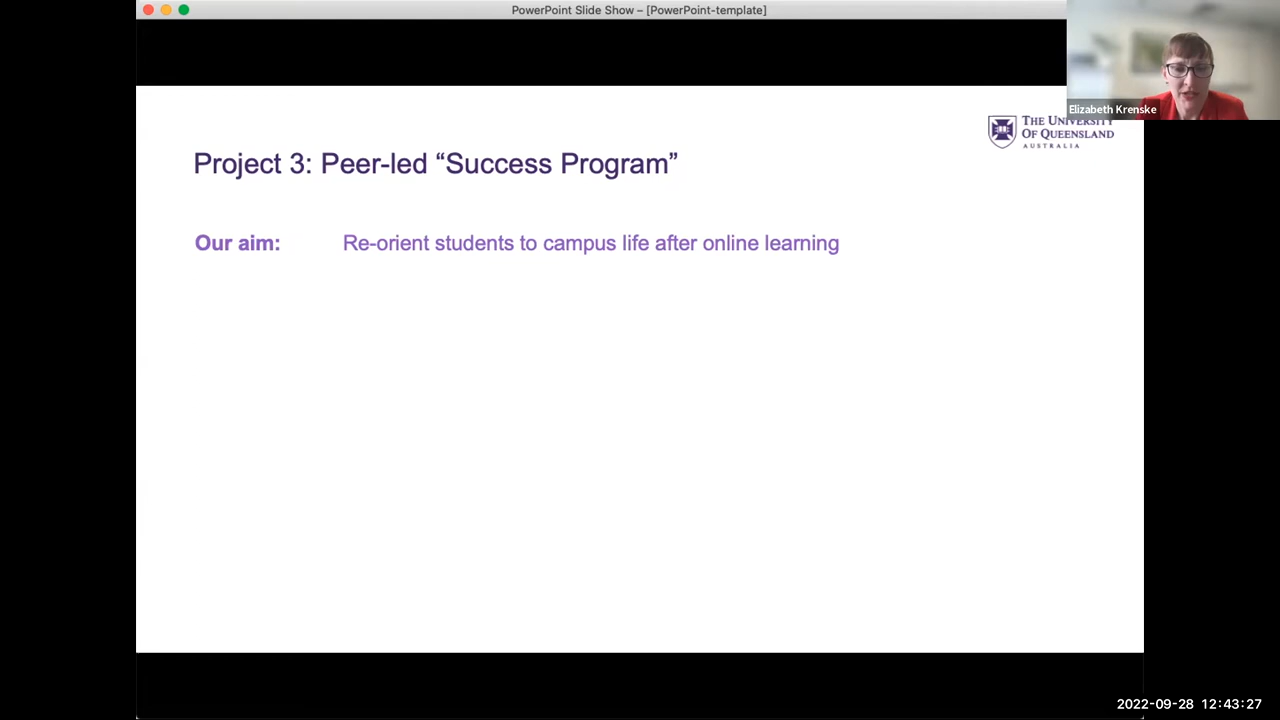 PowerPoint Slide Show – [PowerPoint-template]
Elizabeth Krenske
THE UNIVERSITY
OF QUEENSLAND
AUSTRALIA
Project 3: Peer-led “Success Program”
Our aim: Re-orient students to campus life after online learning
2022-09-28 12:43:27